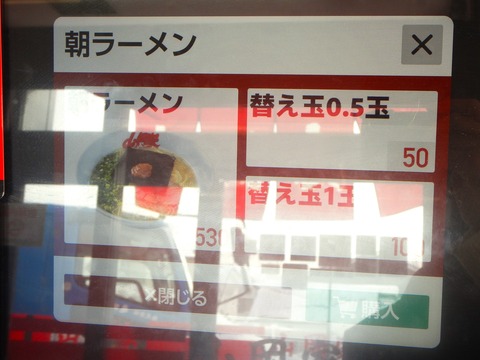 朝ラーメン
×
ラーメン
530
替え玉0.5玉
50
替え玉1玉
×閉じる
購入